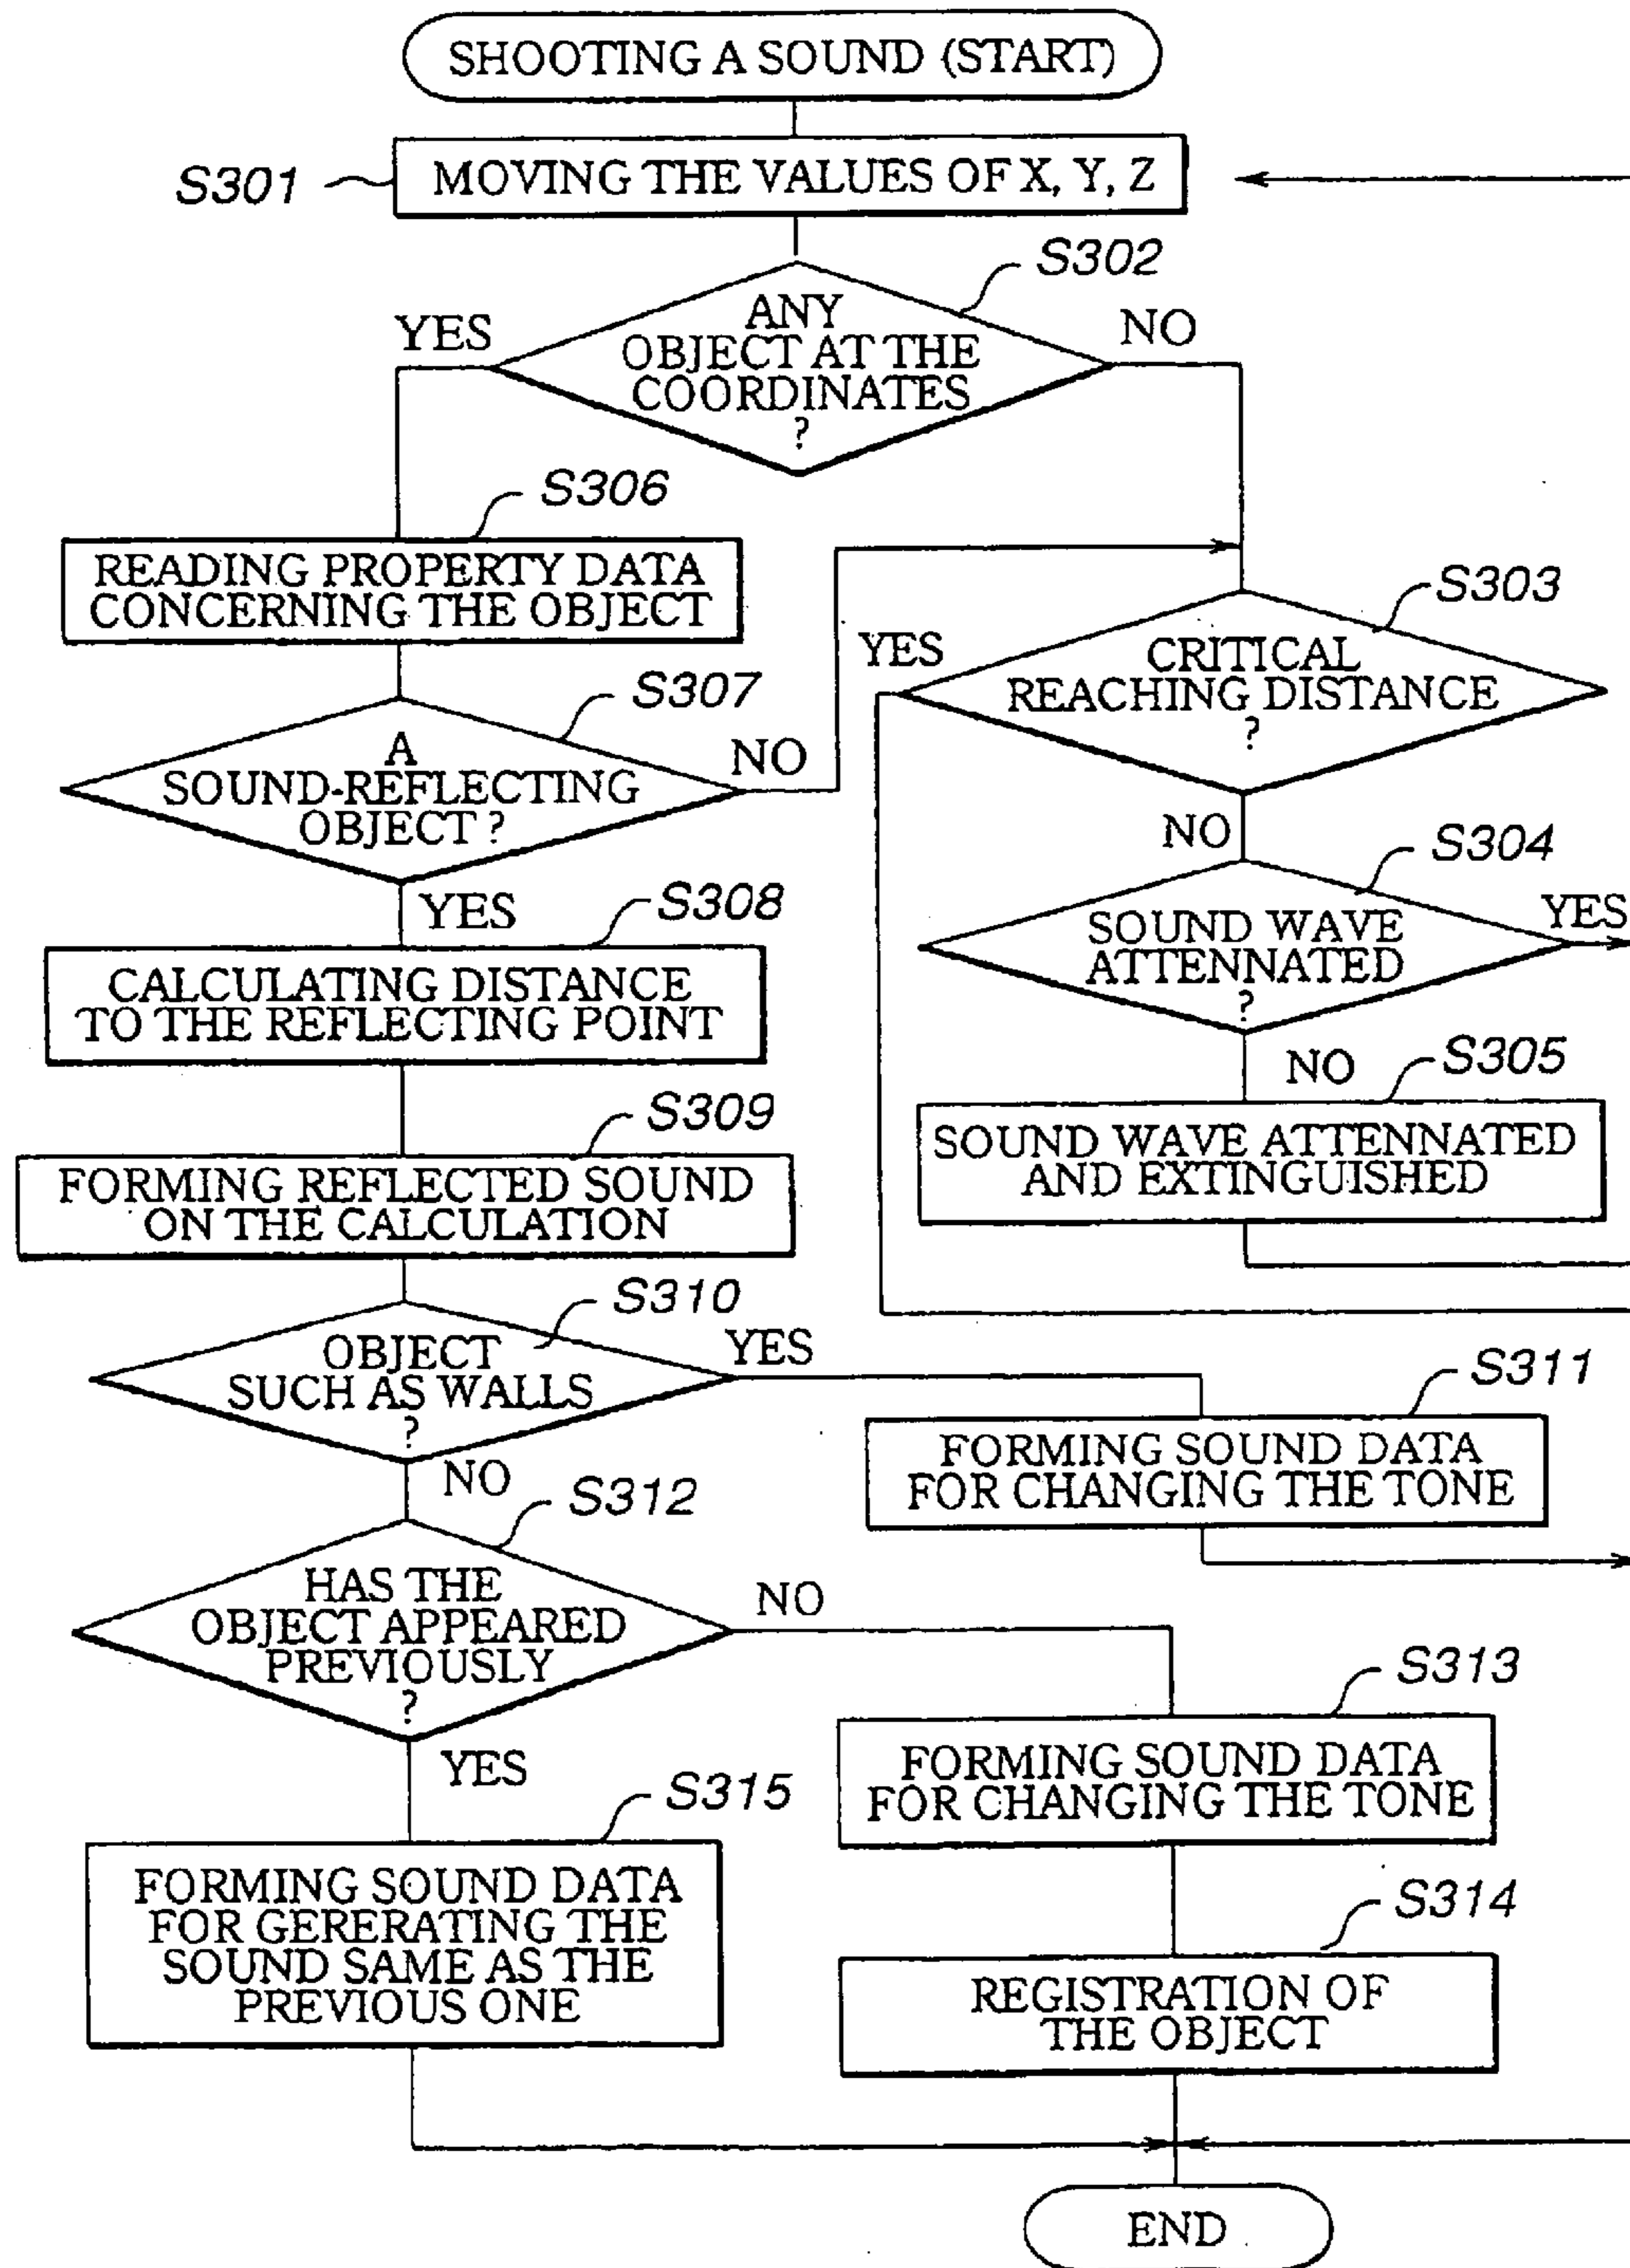 SHOOTING A SOUND (START)
S301
MOVING THE VALUES OF X, Y, Z
S302
ANY
OBJECT AT THE
COORDINATES
?
YES
NO
S306
READING PROPERTY DATA
CONCERNING THE OBJECT
S303
CRITICAL
REACHING DISTANCE
?
YES
NO
S307
A
SOUND-REFLECTING
OBJECT ?
NO
YES
S304
SOUND WAVE
ATTENNATED
?
YES
NO
S308
CALCULATING DISTANCE
TO THE REFLECTING POINT
S305
SOUND WAVE ATTENNATED
AND EXTINGUISHED
S309
FORMING REFLECTED SOUND
ON THE CALCULATION
S310
OBJECT
SUCH AS WALLS
?
YES
NO
S311
FORMING SOUND DATA
FOR CHANGING THE TONE
S312
HAS THE
OBJECT APPEARED
PREVIOUSLY
?
NO
YES
S313
FORMING SOUND DATA
FOR CHANGING THE TONE
S315
FORMING SOUND DATA
FOR GERERATING THE
SOUND SAME AS THE
PREVIOUS ONE
S314
REGISTRATION OF
THE OBJECT
END